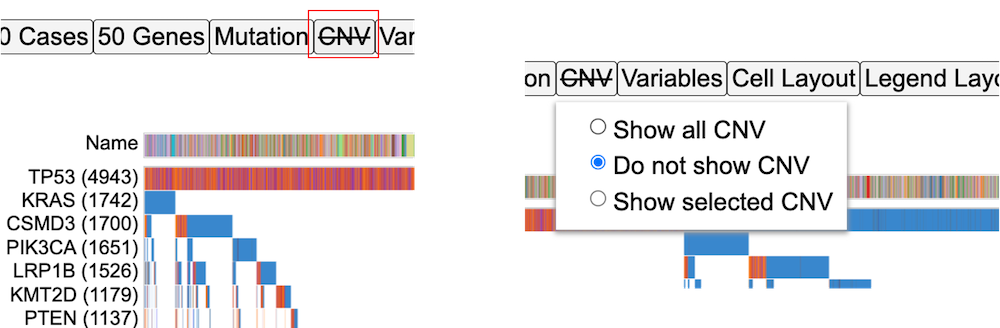 0 Cases 50 Genes Mutation CNV Var
Name
TP53 (4943)
KRAS (1742)
CSMD3 (1700)
PIK3CA (1651)
LRP1B (1526)
KMT2D (1179)
PTEN (1137)
on CNV Variables Cell Layout Legend Layo
Show all CNV
Do not show CNV
Show selected CNV